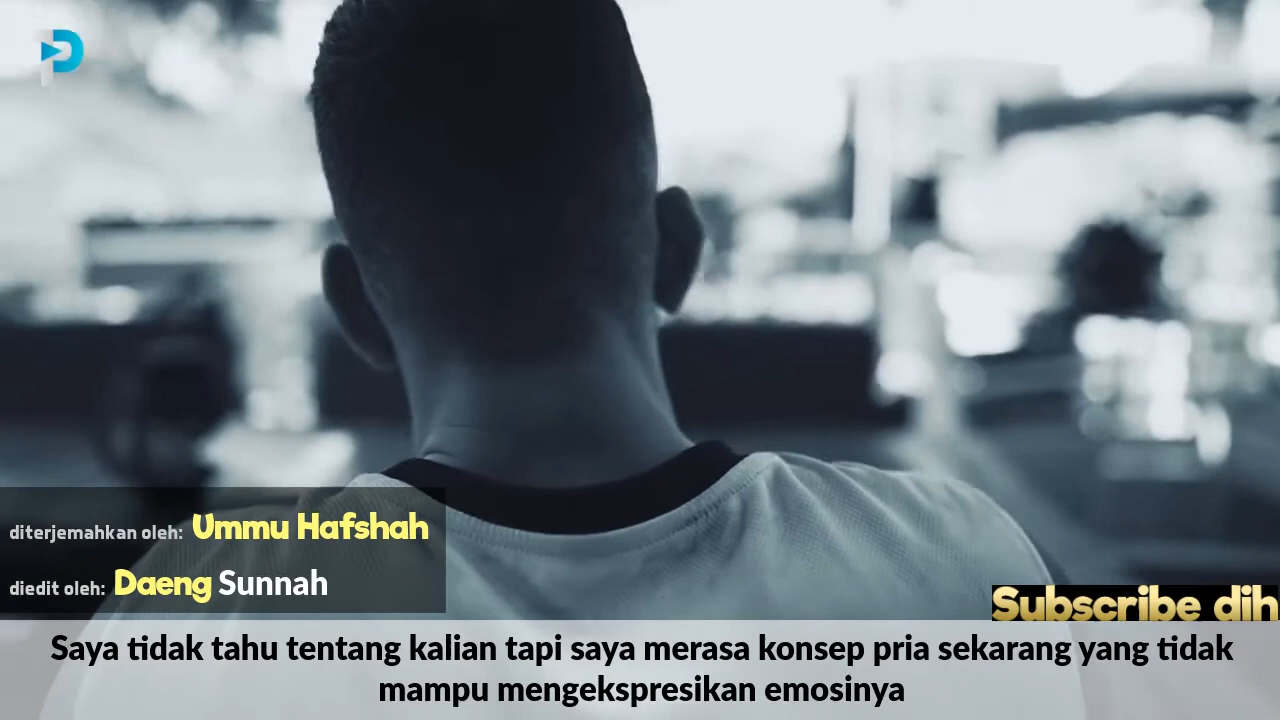 diterjemahkan oleh: Ummu Hafshah
diedit oleh: Daeng Sunnah
Subscribe dih
Saya tidak tahu tentang kalian tapi saya merasa konsep pria sekarang yang tidak
mampu mengekspresikan emosinya